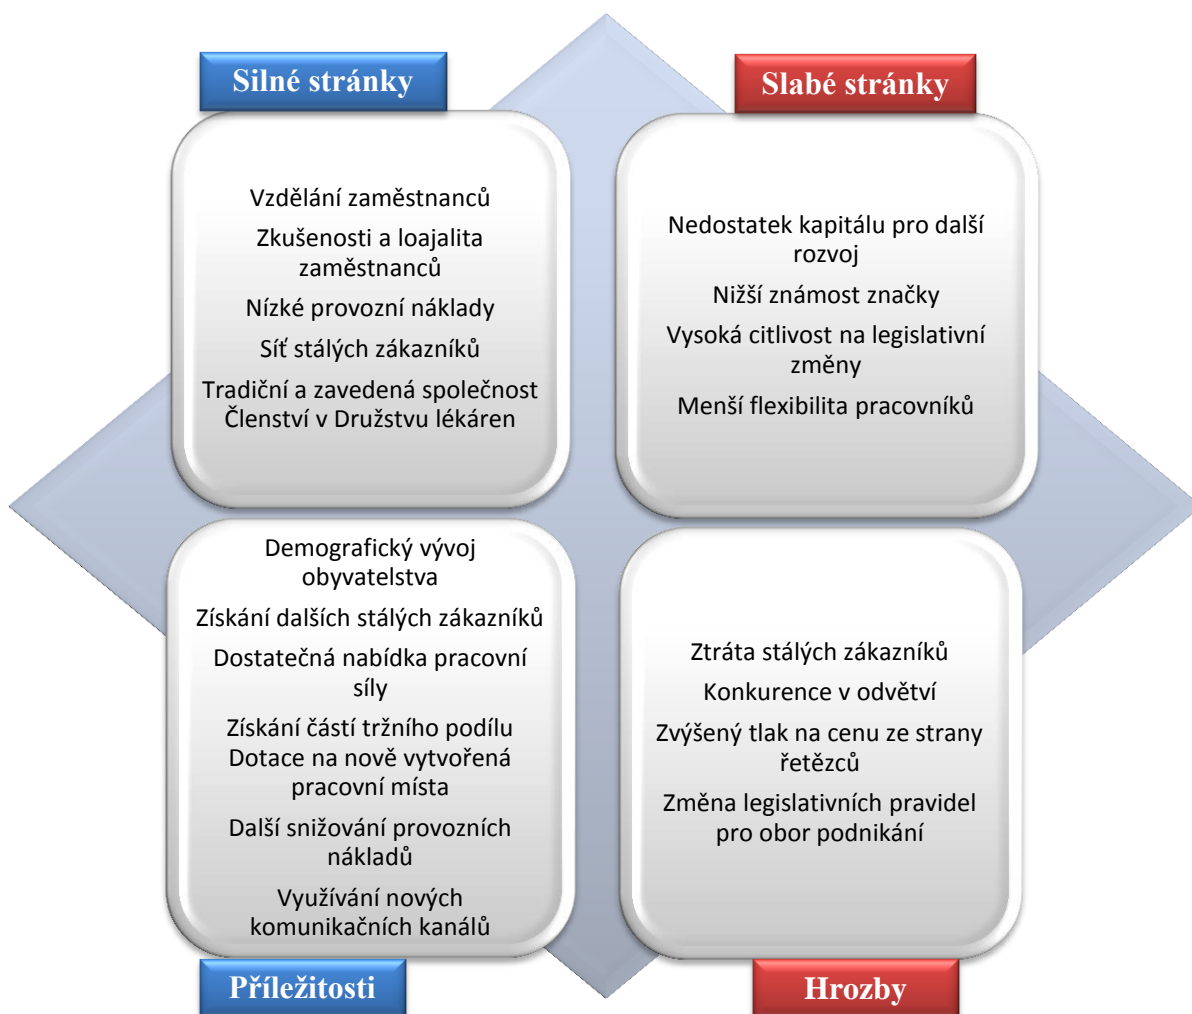 Silné stránky
Vzdělání zaměstnanců
Zkušenosti a loajalita
zaměstnanců
Nízké provozní náklady
Síť stálých zákazníků
Tradiční a zavedená společnost
Členství v Družstvu lékáren
Slabé stránky
Nedostatek kapitálu pro další
rozvoj
Nižší známost značky
Vysoká citlivost na legislativní
změny
Menší flexibilita pracovníků
Demografický vývoj
obyvatelstva
Získání dalších stálých zákazníků
Dostatečná nabídka pracovní
síly
Získání částí tržního podílu
Dotace na nově vytvořená
pracovní místa
Další snižování provozních
nákladů
Využívání nových
komunikačních kanálů
Příležitosti
Ztráta stálých zákazníků
Konkurence v odvětví
Zvýšený tlak na cenu ze strany
řetězců
Změna legislativních pravidel
pro obor podnikání
Hrozby